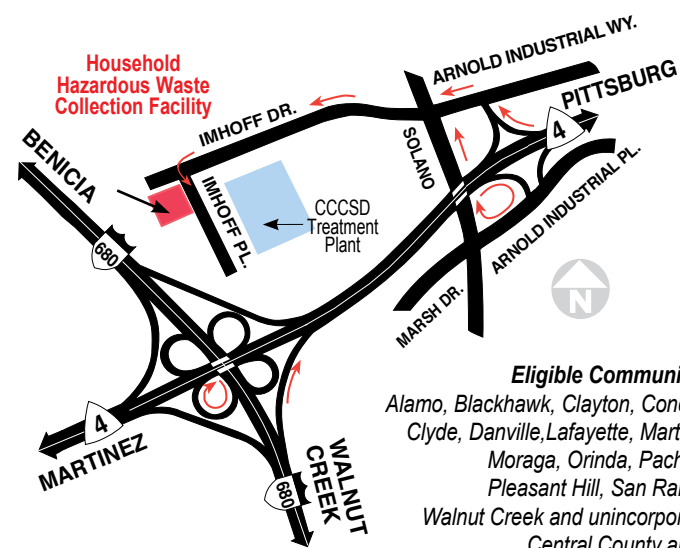 Household
Hazardous Waste
Collection Facility
ARNOLD INDUSTRIAL WY.
PITTSBURG
4
IMHOFF DR.
SOLANO
BENICIA
IMHOFF PL.
CCCSD
Treatment
Plant
ARNOLD INDUSTRIAL PL.
680
MARSH DR.
N
4
MARTINEZ
WALNUT
CREEK
680
Eligible Communi
Alamo, Blackhawk, Clayton, Conc
Clyde, Danville,Lafayette, Mart
Moraga, Orinda, Pach
Pleasant Hill, San Ra
Walnut Creek and unincorpor
Central County a